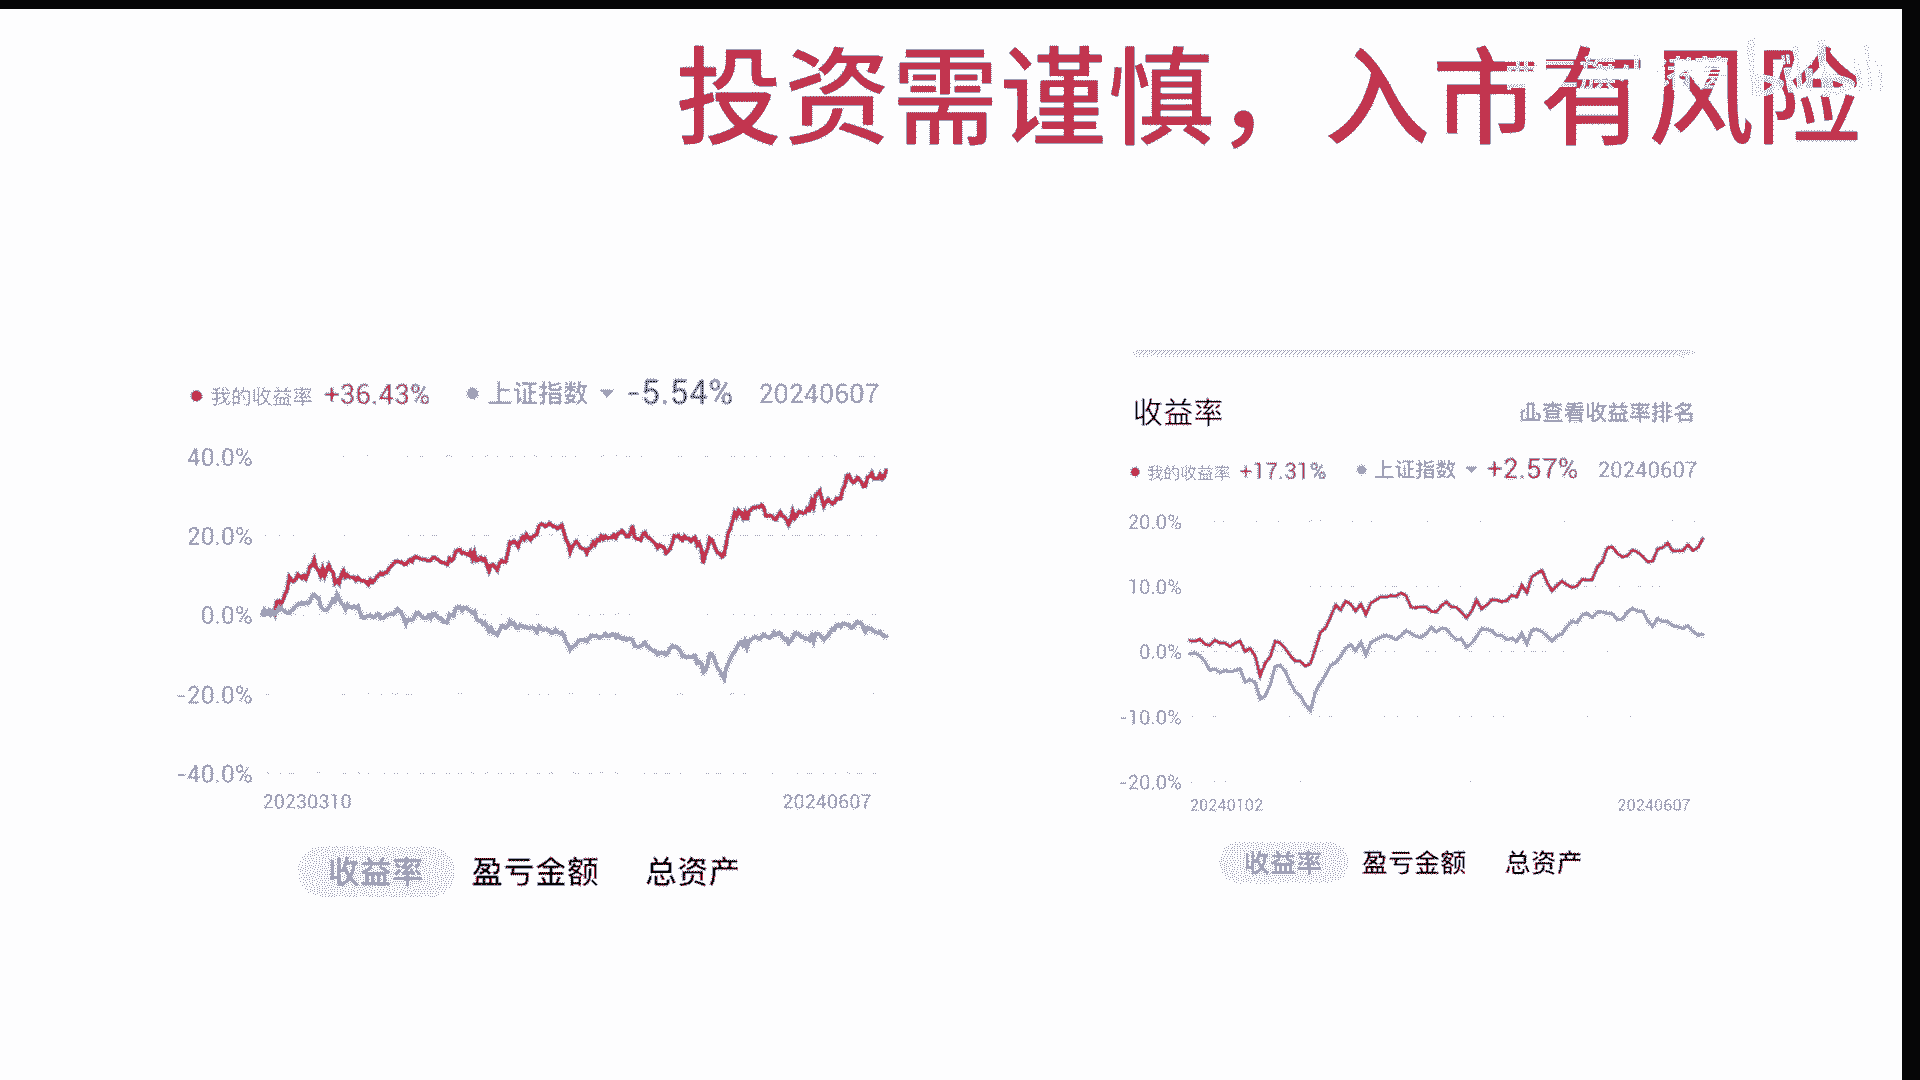 投资需谨慎，入市有风险
我的收益率 +36.43% 上证指数 -5.54% 20240607
40.0%
20.0%
0.0%
-20.0%
-40.0%
20230310 20240607
收益率 盈亏金额 总资产
收益率 查看收益率排名
我的收益率 +17.31% 上证指数 +2.57% 20240607
20.0%
10.0%
0.0%
-10.0%
-20.0%
20240102 20240607
收益率 盈亏金额 总资产